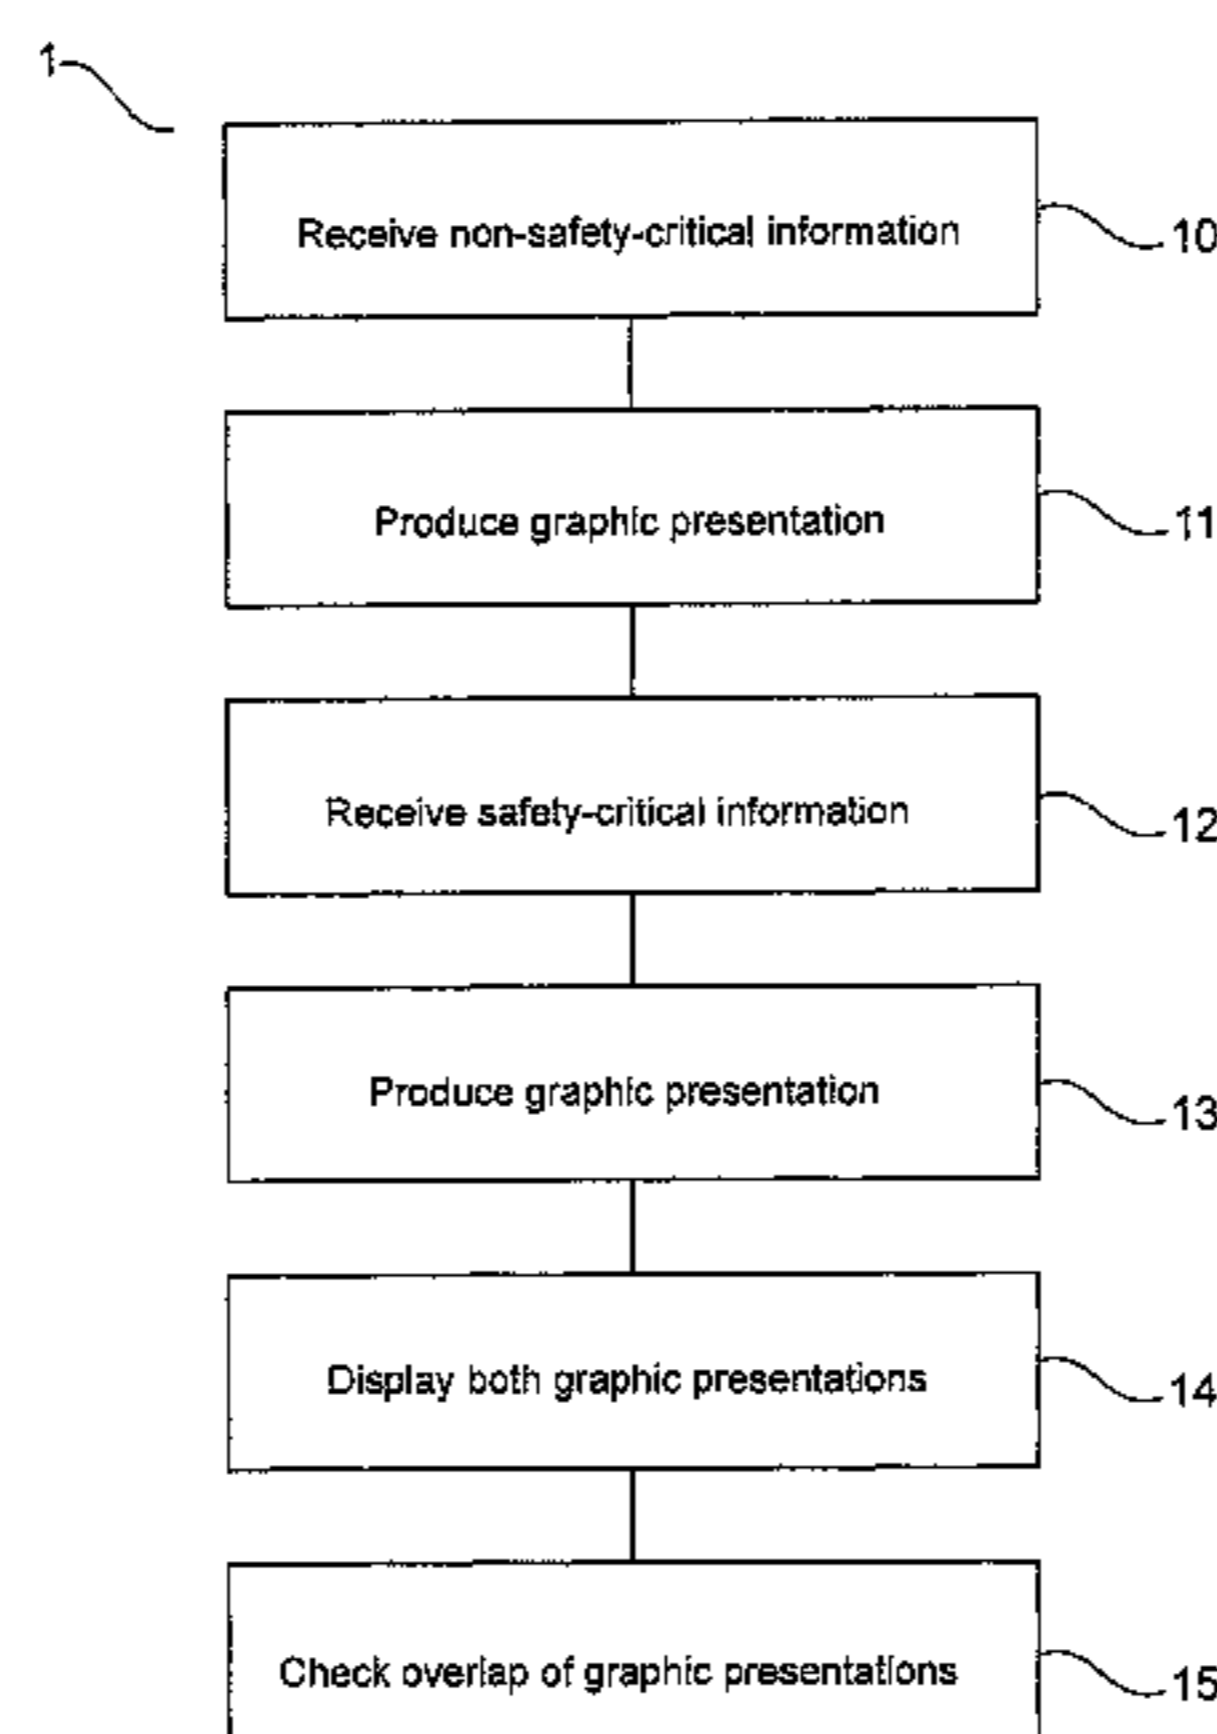 1
Receive non-safety-critical information
10
Produce graphic presentation
11
Receive safety-critical information
12
Produce graphic presentation
13
Display both graphic presentations
14
Check overlap of graphic presentations
15